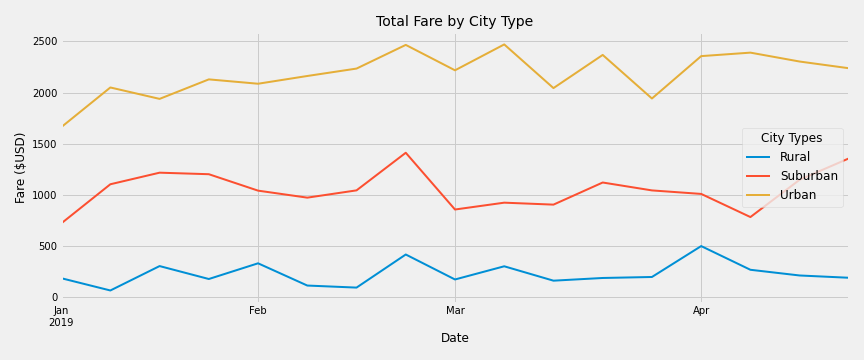 Total Fare by City Type
Fare ($USD)
2500
2000
1500
1000
500
0
City Types
Rural
Suburban
Urban
Jan
2019
Feb
Mar
Apr
Date